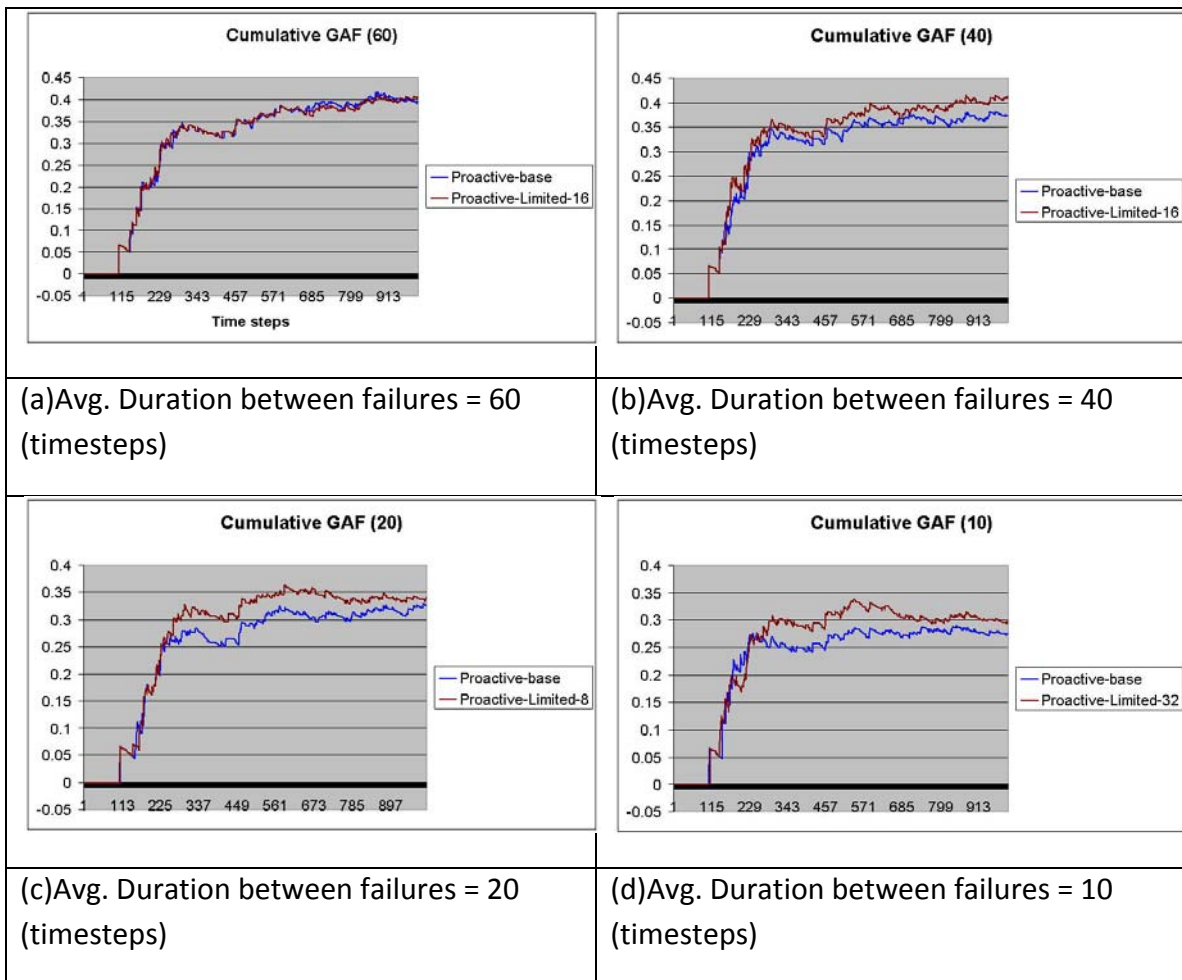 Cumulative GAF (60)
0.45
0.4
0.35
0.3
0.25
0.2
0.15
0.1
0.05
0
-0.05
1 115 229 343 457 571 685 799 913
Time steps
Proactive-base
Proactive-Limited-16
Cumulative GAF (40)
0.45
0.4
0.35
0.3
0.25
0.2
0.15
0.1
0.05
0
-0.05
1 115 229 343 457 571 685 799 913
Proactive-base
Proactive-Limited-16
(a)Avg. Duration between failures = 60
(timesteps)
(b)Avg. Duration between failures = 40
(timesteps)
Cumulative GAF (20)
0.4
0.35
0.3
0.25
0.2
0.15
0.1
0.05
0
-0.05
1 113 225 337 449 561 673 785 897
Proactive-base
Proactive-Limited-8
Cumulative GAF (10)
0.4
0.35
0.3
0.25
0.2
0.15
0.1
0.05
0
-0.05
1 115 229 343 457 571 685 799 913
Proactive-base
Proactive-Limited-32
(c)Avg. Duration between failures = 20
(timesteps)
(d)Avg. Duration between failures = 10
(timesteps)